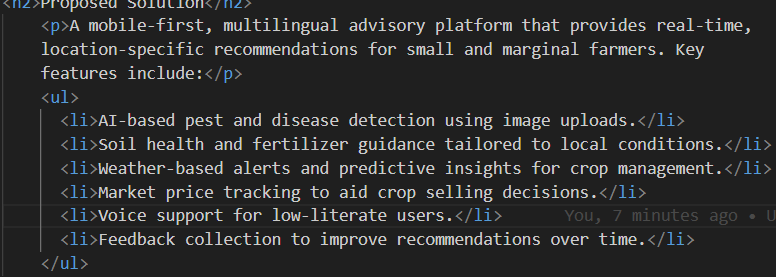 <h2>Proposed Solution</h2>
<p>A mobile-first, multilingual advisory platform that provides real-time,
location-specific recommendations for small and marginal farmers. Key
features include:</p>
<ul>
<li>AI-based pest and disease detection using image uploads.</li>
<li>Soil health and fertilizer guidance tailored to local conditions.</li>
<li>Weather-based alerts and predictive insights for crop management.</li>
<li>Market price tracking to aid crop selling decisions.</li>
<li>Voice support for low-literate users.</li> You, 7 minutes ago •
<li>Feedback collection to improve recommendations over time.</li>
</ul>